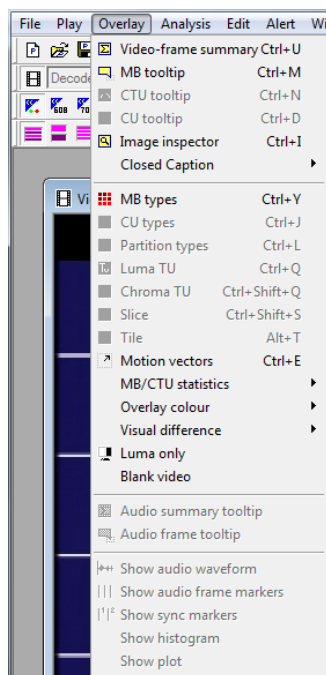 File Play Overlay Analysis Edit Alert Wi
Decode
601 709
Vi
Video-frame summary Ctrl+U
MB tooltip Ctrl+M
CTU tooltip Ctrl+N
CU tooltip Ctrl+D
Image inspector Ctrl+I
Closed Caption
MB types Ctrl+Y
CU types Ctrl+J
Partition types Ctrl+L
Luma TU Ctrl+Q
Chroma TU Ctrl+Shift+Q
Slice Ctrl+Shift+S
Tile Alt+T
Motion vectors Ctrl+E
MB/CTU statistics
Overlay colour
Visual difference
Luma only
Blank video
Audio summary tooltip
Audio frame tooltip
Show audio waveform
Show audio frame markers
Show sync markers
Show histogram
Show plot